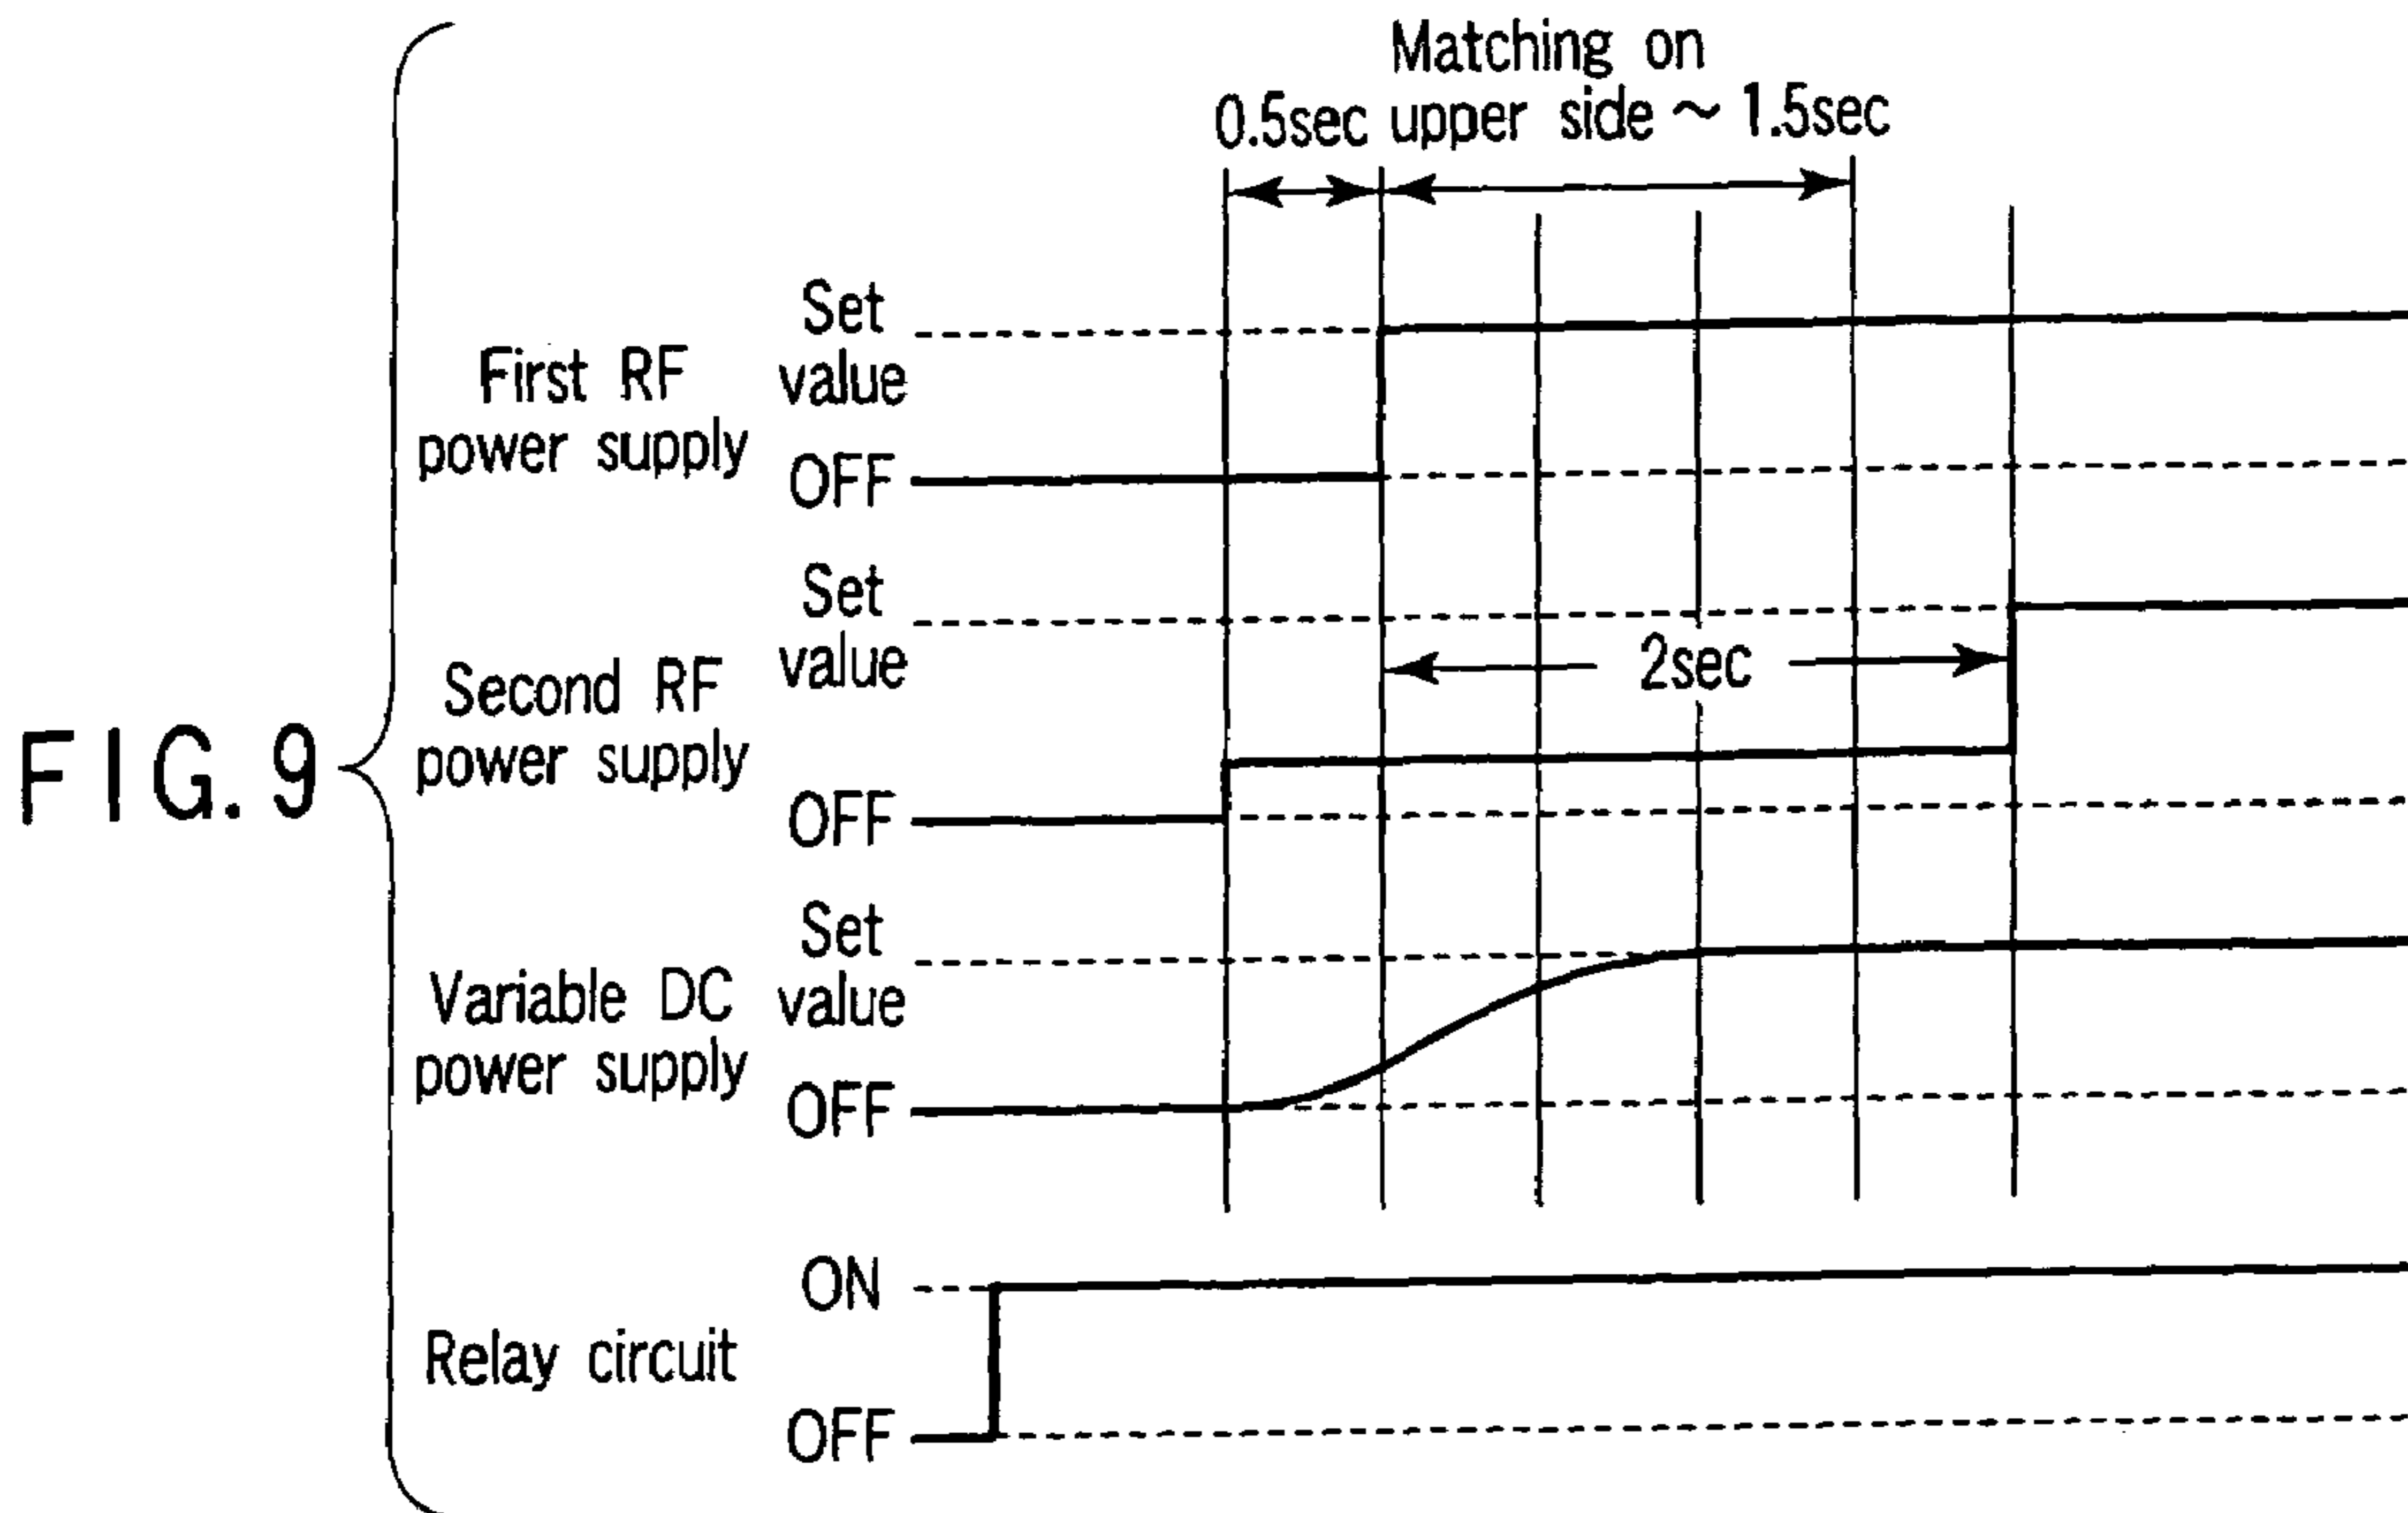 Matching on
0.5sec upper side ~ 1.5sec
Set
value
First RF
power supply
OFF
Set
value
2sec
Second RF
power supply
OFF
FIG. 9
Set
value
Variable DC
power supply
OFF
ON
Relay circuit
OFF